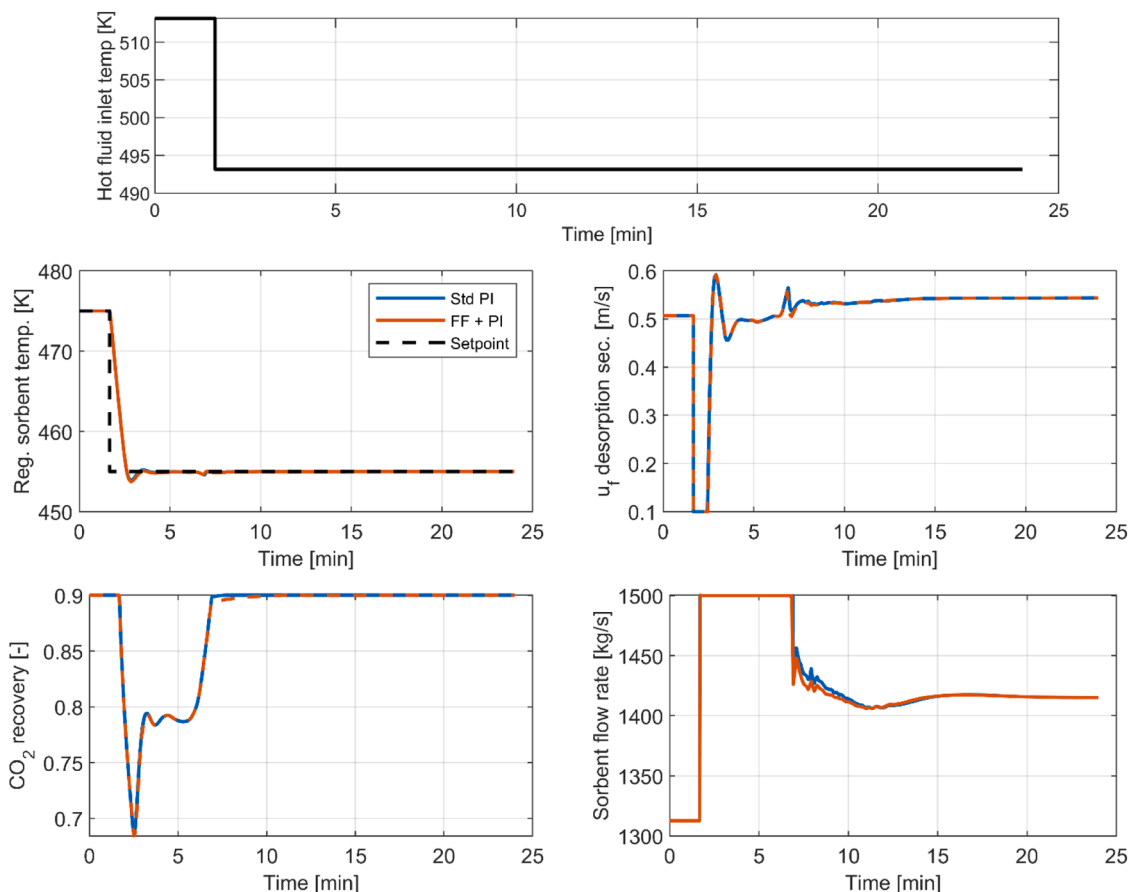 Hot fluid inlet temp [K]
510
505
500
495
490
0 5 10 15 20 25
Time [min]
Reg. sorbent temp. [K]
480
470
460
450
Std PI
FF + PI
Setpoint
0 5 10 15 20 25
Time [min]
u_f desorption sec. [m/s]
0.6
0.5
0.4
0.3
0.2
0.1
0 5 10 15 20 25
Time [min]
CO2 recovery [-]
0.9
0.85
0.8
0.75
0.7
0 5 10 15 20 25
Time [min]
Sorbent flow rate [kg/s]
1500
1450
1400
1350
1300
0 5 10 15 20 25
Time [min]